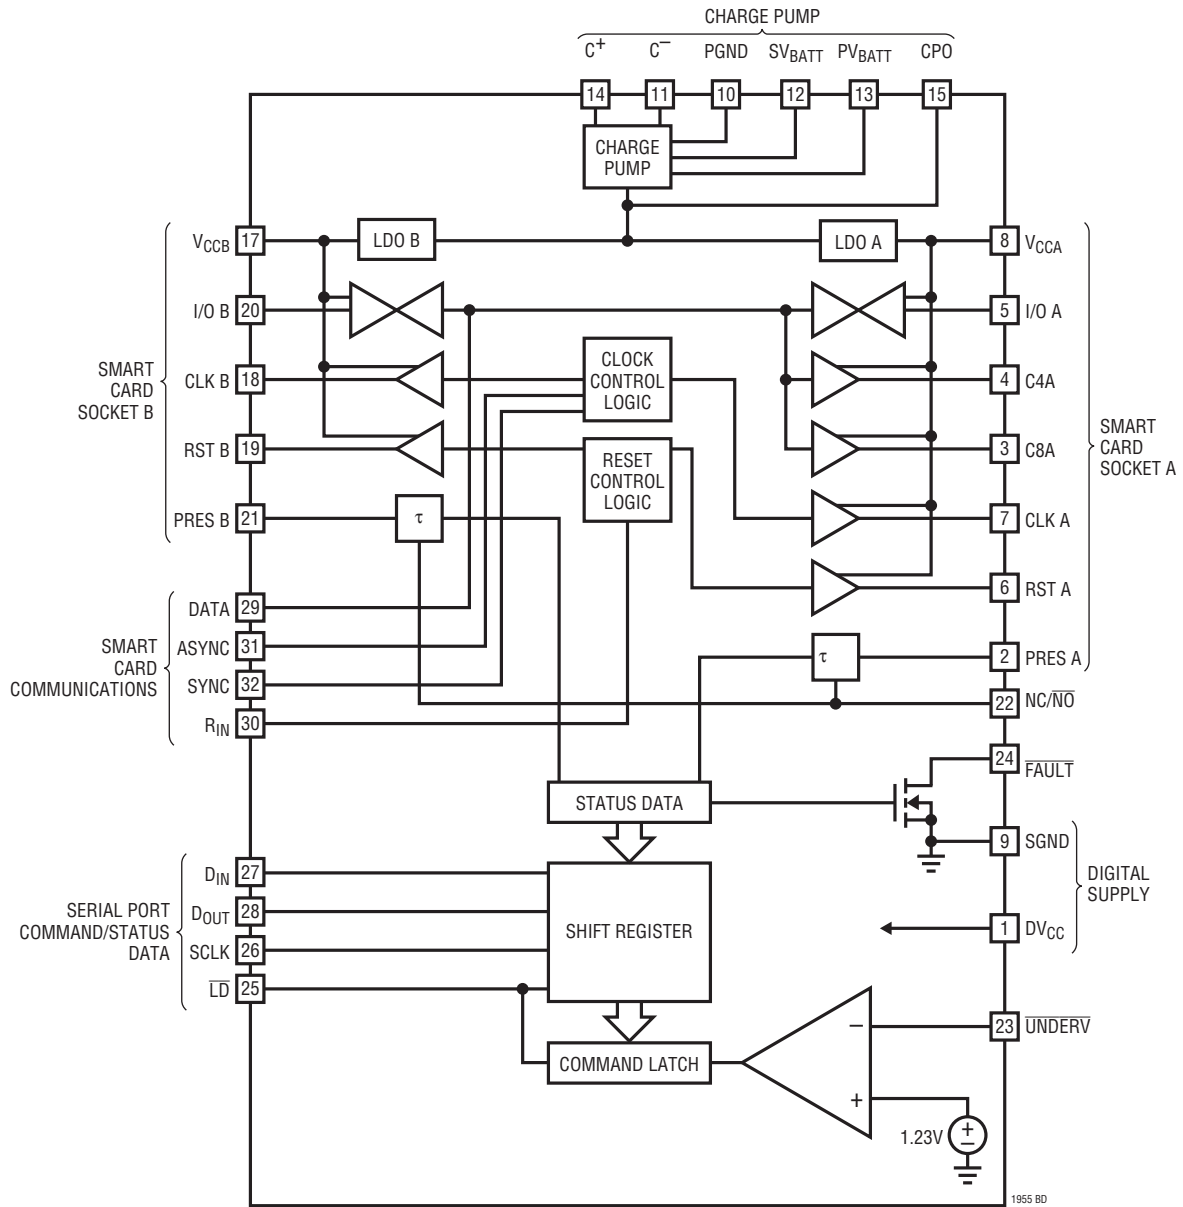 CHARGE PUMP
C+ C− PGND SVBATT PVBATT CPO
14 11 10 12 13 15
CHARGE
PUMP
VCCB 17 LDO B LDO A 8 VCCA
I/O B 20 5 I/O A
SMART
CARD
SOCKET B
CLK B 18
CLOCK
CONTROL
LOGIC
4 C4A
RST B 19
RESET
CONTROL
LOGIC
3 C8A
SMART
CARD
SOCKET A
PRES B 21 τ 7 CLK A
6 RST A
SMART
CARD
COMMUNICATIONS
DATA 29
ASYNC 31
SYNC 32
RIN 30
τ 2 PRES A
22 NC/N̅O̅
24 F̅A̅U̅L̅T̅
STATUS DATA
9 SGND
DIGITAL
SUPPLY
1 DVCC
SERIAL PORT
COMMAND/STATUS
DATA
DIN 27
DOUT 28
SCLK 26
L̅D̅ 25
SHIFT REGISTER
COMMAND LATCH
−
+
23 U̅N̅D̅E̅R̅V̅
1.23V
+
−
1955 BD